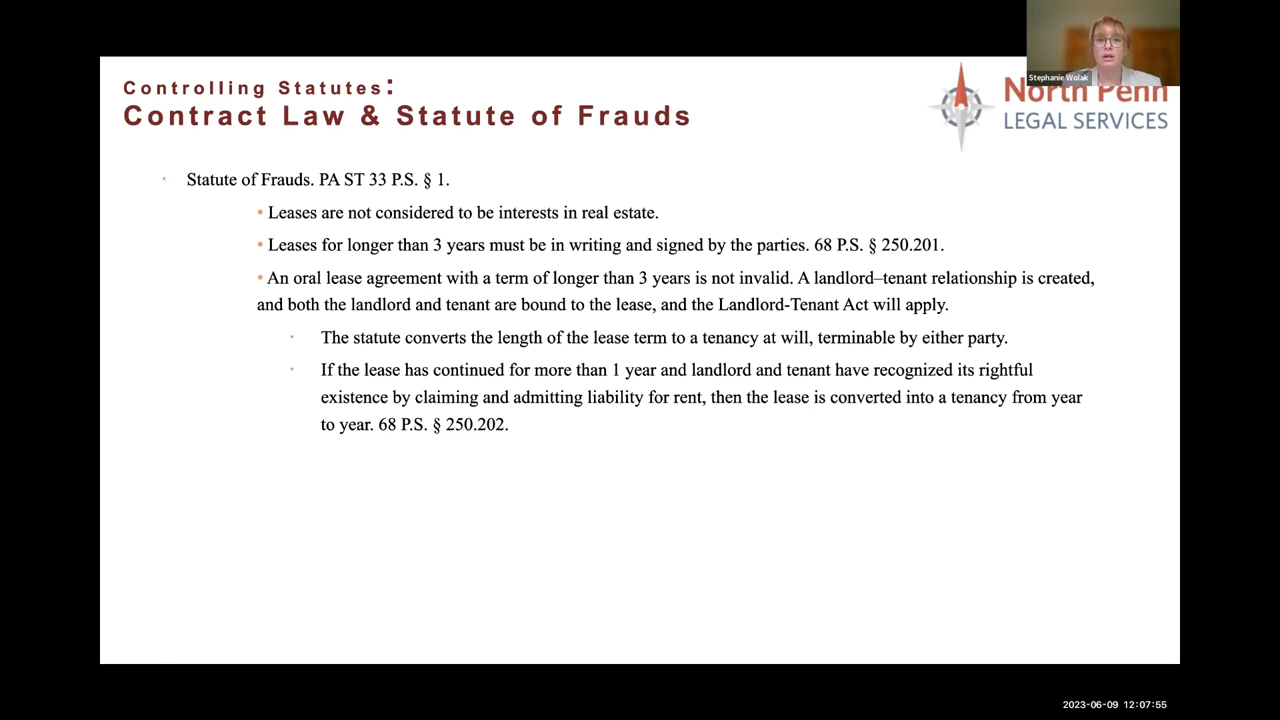 Stephanie Wolak
North Penn
LEGAL SERVICES
Controlling Statutes:
Contract Law & Statute of Frauds
· Statute of Frauds. PA ST 33 P.S. § 1.
• Leases are not considered to be interests in real estate.
• Leases for longer than 3 years must be in writing and signed by the parties. 68 P.S. § 250.201.
• An oral lease agreement with a term of longer than 3 years is not invalid. A landlord–tenant relationship is created,
and both the landlord and tenant are bound to the lease, and the Landlord-Tenant Act will apply.
· The statute converts the length of the lease term to a tenancy at will, terminable by either party.
· If the lease has continued for more than 1 year and landlord and tenant have recognized its rightful
existence by claiming and admitting liability for rent, then the lease is converted into a tenancy from year
to year. 68 P.S. § 250.202.
2023-06-09 12:07:55